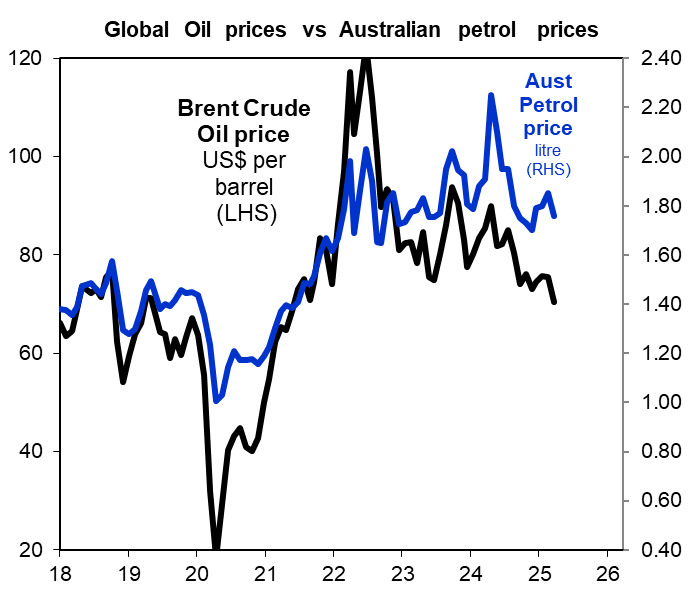 Global Oil prices vs Australian petrol prices
120
100
80
60
40
20
Brent Crude
Oil price
US$ per
barrel
(LHS)
Aust
Petrol
price
litre
(RHS)
2.40
2.20
2.00
1.80
1.60
1.40
1.20
1.00
0.80
0.60
0.40
18 19 20 21 22 23 24 25 26